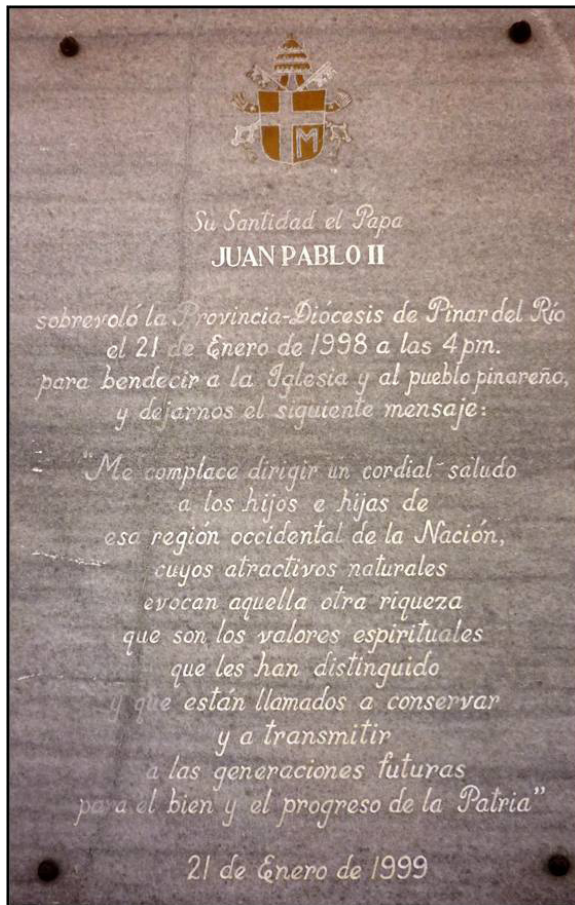 M
Su Santidad el Papa
JUAN PABLO II
sobrevoló la Provincia-Diócesis de Pinar del Río
el 21 de Enero de 1998 a las 4pm.
para bendecir a la Iglesia y al pueblo pinareño,
y dejarnos el siguiente mensaje:
"Me complace dirigir un cordial saludo
a los hijos e hijas de
esa región occidental de la Nación,
cuyos atractivos naturales
evocan aquella otra riqueza
que son los valores espirituales
que les han distinguido
y que están llamados a conservar
y a transmitir
a las generaciones futuras
para el bien y el progreso de la Patria"
21 de Enero de 1999